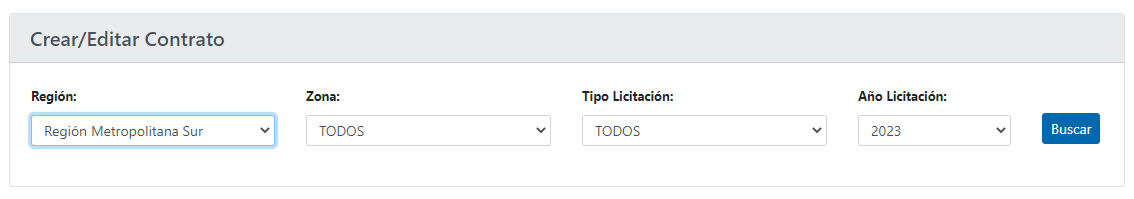 Crear/Editar Contrato
Región: Zona: Tipo Licitación: Año Licitación:
Región Metropolitana Sur TODOS TODOS 2023 Buscar